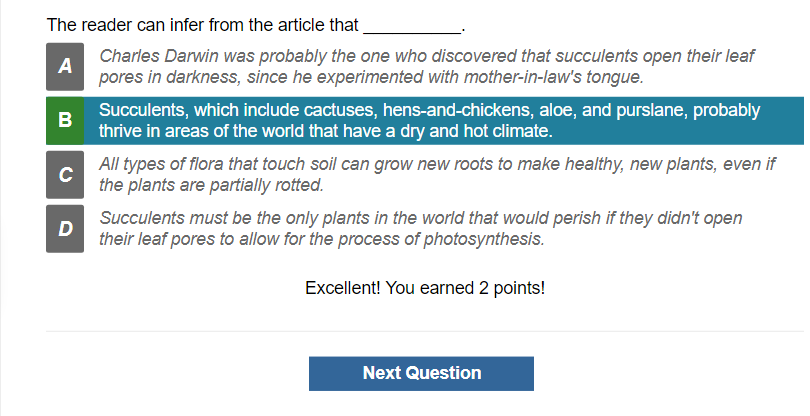 The reader can infer from the article that __________.
A
Charles Darwin was probably the one who discovered that succulents open their leaf
pores in darkness, since he experimented with mother-in-law's tongue.
B
Succulents, which include cactuses, hens-and-chickens, aloe, and purslane, probably
thrive in areas of the world that have a dry and hot climate.
C
All types of flora that touch soil can grow new roots to make healthy, new plants, even if
the plants are partially rotted.
D
Succulents must be the only plants in the world that would perish if they didn't open
their leaf pores to allow for the process of photosynthesis.
Excellent! You earned 2 points!
Next Question